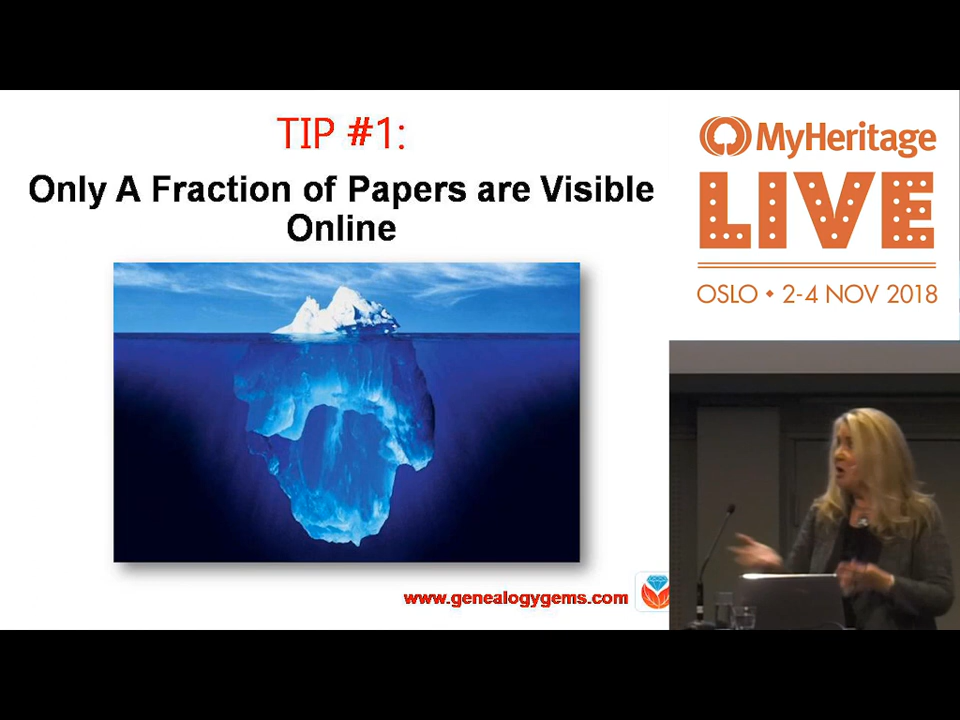 TIP #1:
Only A Fraction of Papers are Visible
Online
www.genealogygems.com
MyHeritage
LIVE
OSLO • 2-4 NOV 2018